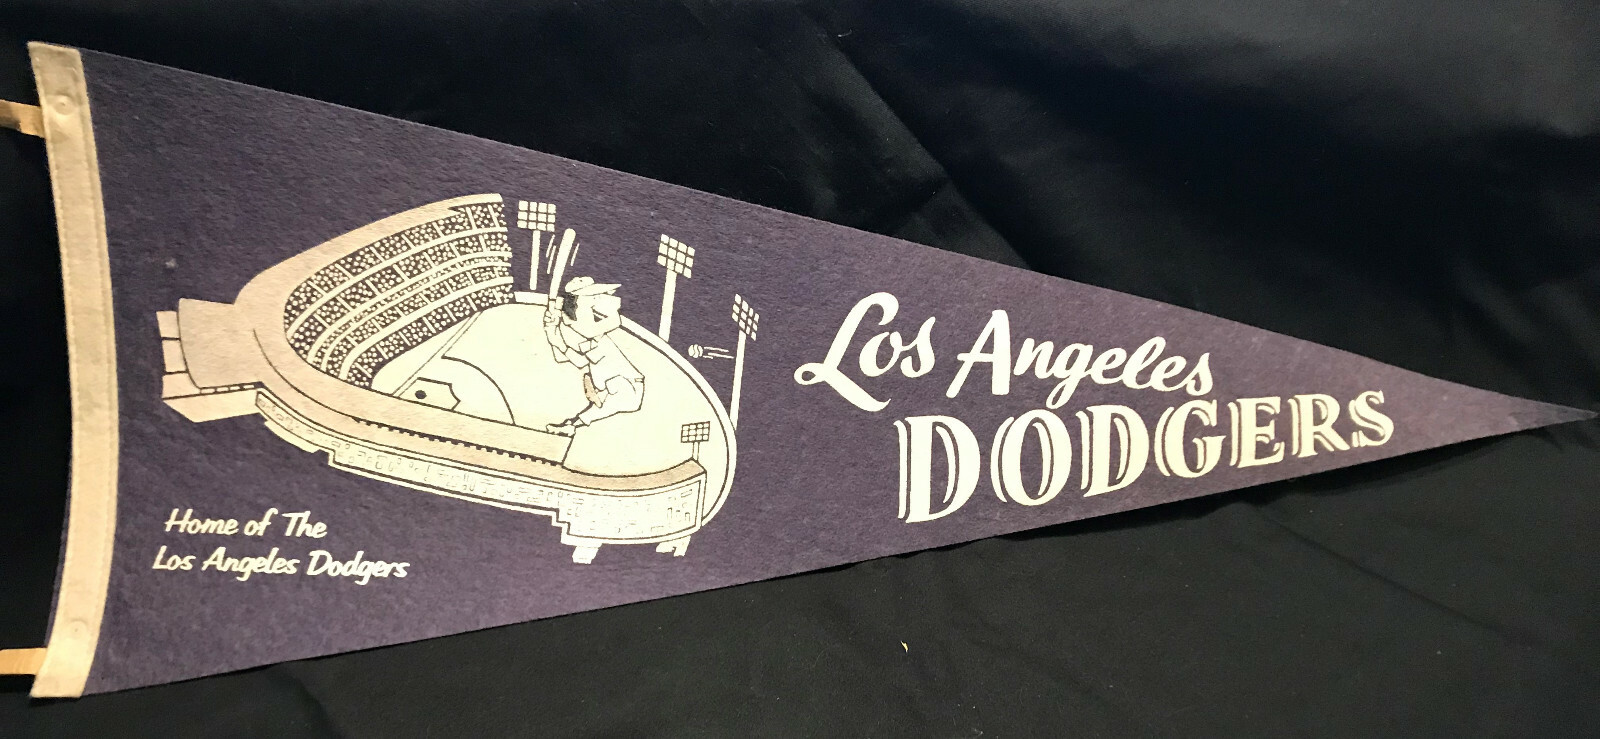 Los Angeles
DODGERS
Home of The
Los Angeles Dodgers